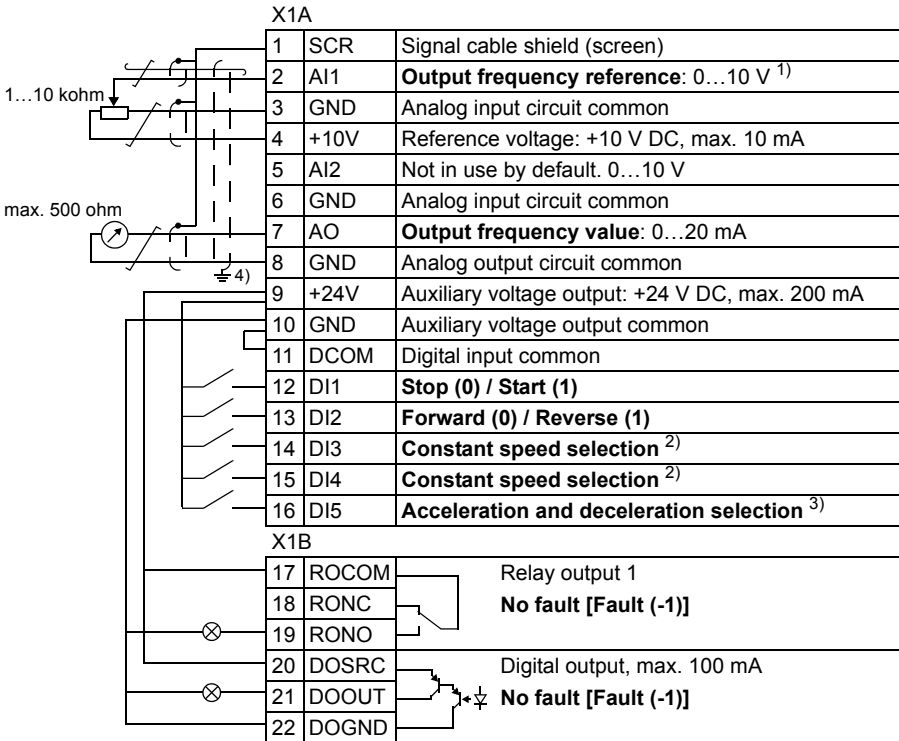 X1A
1 SCR Signal cable shield (screen)
2 AI1 Output frequency reference: 0…10 V 1)
1…10 kohm
3 GND Analog input circuit common
4 +10V Reference voltage: +10 V DC, max. 10 mA
5 AI2 Not in use by default. 0…10 V
6 GND Analog input circuit common
max. 500 ohm
7 AO Output frequency value: 0…20 mA
8 GND Analog output circuit common
4)
9 +24V Auxiliary voltage output: +24 V DC, max. 200 mA
10 GND Auxiliary voltage output common
11 DCOM Digital input common
12 DI1 Stop (0) / Start (1)
13 DI2 Forward (0) / Reverse (1)
14 DI3 Constant speed selection 2)
15 DI4 Constant speed selection 2)
16 DI5 Acceleration and deceleration selection 3)
X1B
17 ROCOM Relay output 1
18 RONC No fault [Fault (-1)]
19 RONO
20 DOSRC Digital output, max. 100 mA
21 DOOUT No fault [Fault (-1)]
22 DOGND